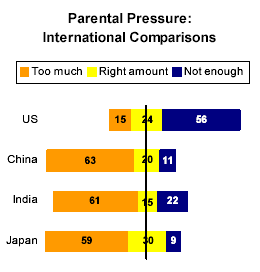 Parental Pressure:
International Comparisons
Too much Right amount Not enough
US 15 24 56
China 63 20 11
India 61 15 22
Japan 59 30 9